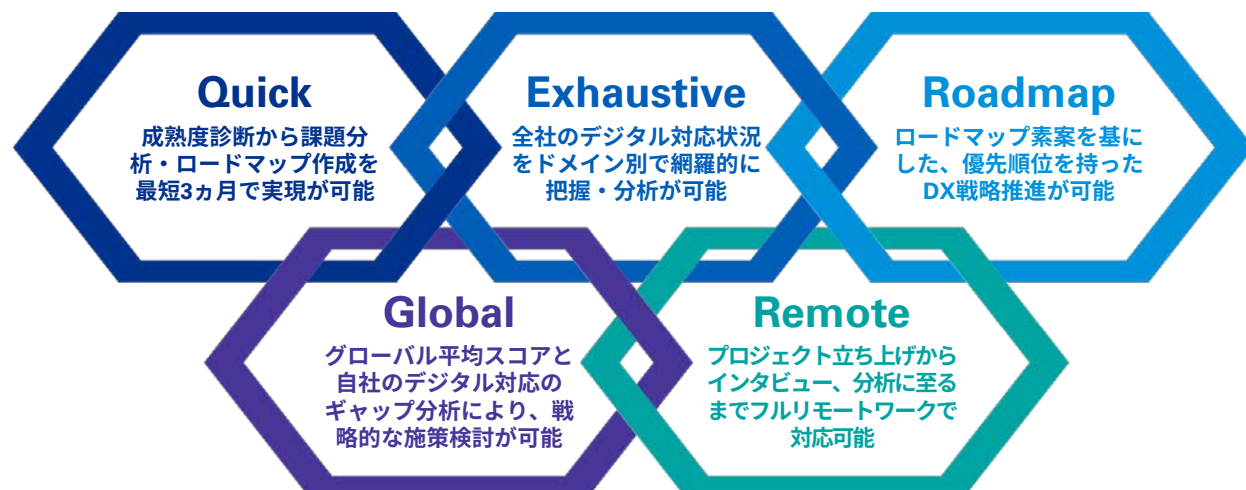 Quick
成熟度診断から課題分
析・ロードマップ作成を
最短3ヵ月で実現が可能
Exhaustive
全社のデジタル対応状況
をドメイン別で網羅的に
把握・分析が可能
Roadmap
ロードマップ素案を基に
した、優先順位を持った
DX戦略推進が可能
Global
グローバル平均スコアと
自社のデジタル対応の
ギャップ分析により、戦
略的な施策検討が可能
Remote
プロジェクト立ち上げから
インタビュー、分析に至る
までフルリモートワークで
対応可能